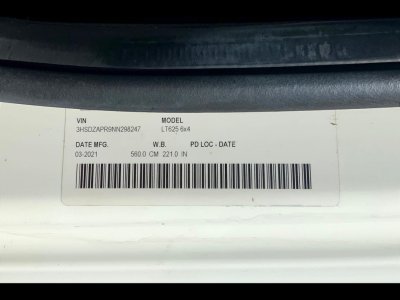 VIN MODEL
3HSDZAPR9NN298247 LT625 6x4
DATE MFG. W.B. PD LOC - DATE
03-2021 560.0 CM 221.0 IN